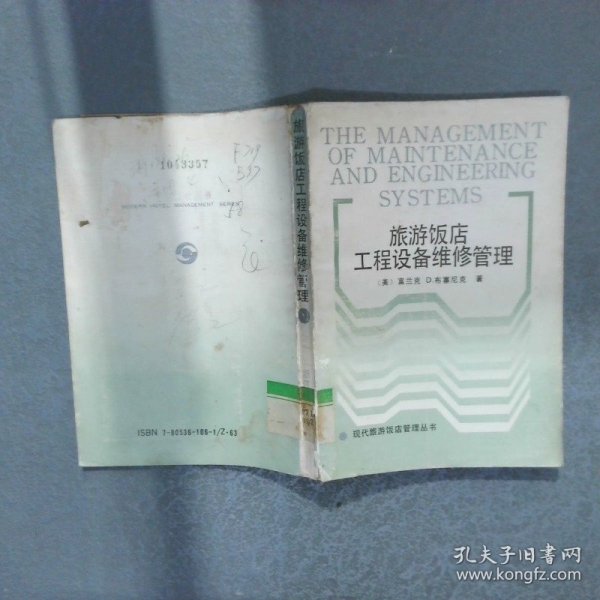 1043357
MODERN HOTEL MANAGEMENT SERIES
ISBN 7-80536-106-1/Z·63
旅游饭店工程设备维修管理
THE MANAGEMENT
OF MAINTENANCE
AND ENGINEERING
SYSTEMS
旅游饭店
工程设备维修管理
(美) 富兰克 D.布塞尼克 著
现代旅游饭店管理丛书
孔夫子旧书网
www.kongfz.com